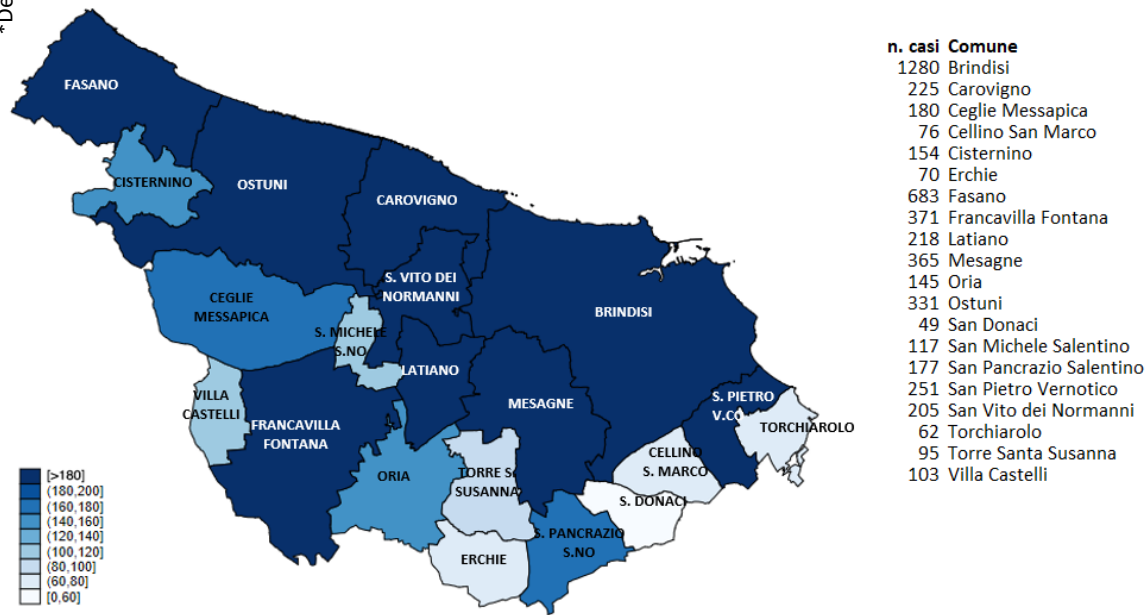 *De
FASANO
CISTERNINO
OSTUNI
CAROVIGNO
S. VITO DEI
NORMANNI
CEGLIE
MESSAPICA
BRINDISI
S. MICHELE
S.NO
LATIANO
VILLA
CASTELLI
FRANCAVILLA
FONTANA
MESAGNE
S. PIETRO
V.CO
TORCHIAROLO
CELLINO
S. MARCO
ORIA
TORRE S
SUSANNA
S. DONACI
S. PANCRAZIO
S.NO
ERCHIE
[>180]
(180,200]
(160,180]
(140,160]
(120,140]
(100,120]
(80,100]
(60,80]
[0,60]
n. casi Comune
1280 Brindisi
225 Carovigno
180 Ceglie Messapica
76 Cellino San Marco
154 Cisternino
70 Erchie
683 Fasano
371 Francavilla Fontana
218 Latiano
365 Mesagne
145 Oria
331 Ostuni
49 San Donaci
117 San Michele Salentino
177 San Pancrazio Salentino
251 San Pietro Vernotico
205 San Vito dei Normanni
62 Torchiarolo
95 Torre Santa Susanna
103 Villa Castelli